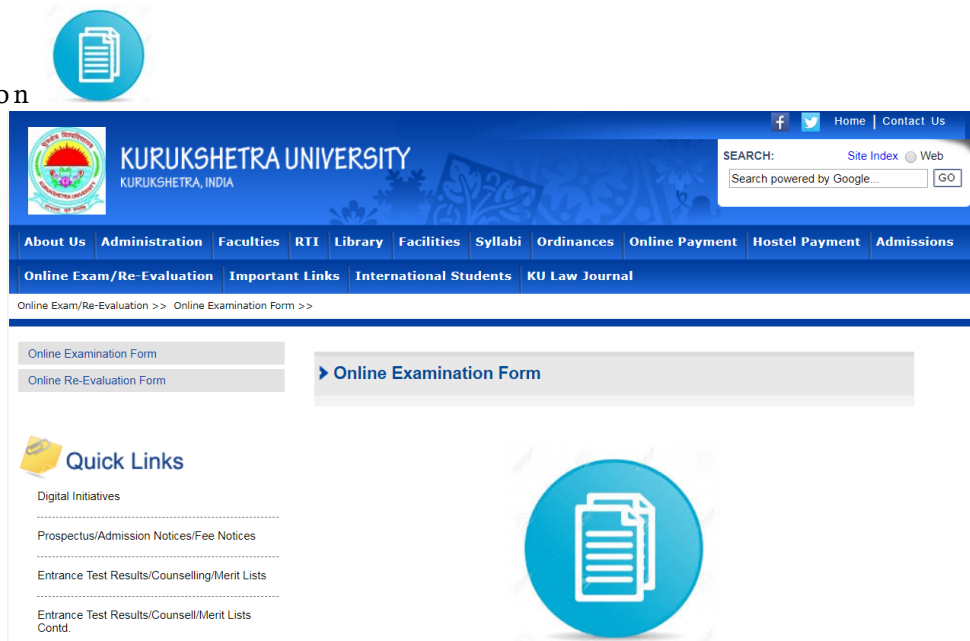 on
Home | Contact Us
KURUKSHETRA UNIVERSITY
KURUKSHETRA, INDIA
SEARCH: Site Index Web
Search powered by Google... GO
About Us Administration Faculties RTI Library Facilities Syllabi Ordinances Online Payment Hostel Payment Admissions
Online Exam/Re-Evaluation Important Links International Students KU Law Journal
Online Exam/Re-Evaluation >> Online Examination Form >>
Online Examination Form
Online Re-Evaluation Form
Online Examination Form
Quick Links
Digital Initiatives
Prospectus/Admission Notices/Fee Notices
Entrance Test Results/Counselling/Merit Lists
Entrance Test Results/Counsell/Merit Lists
Contd.